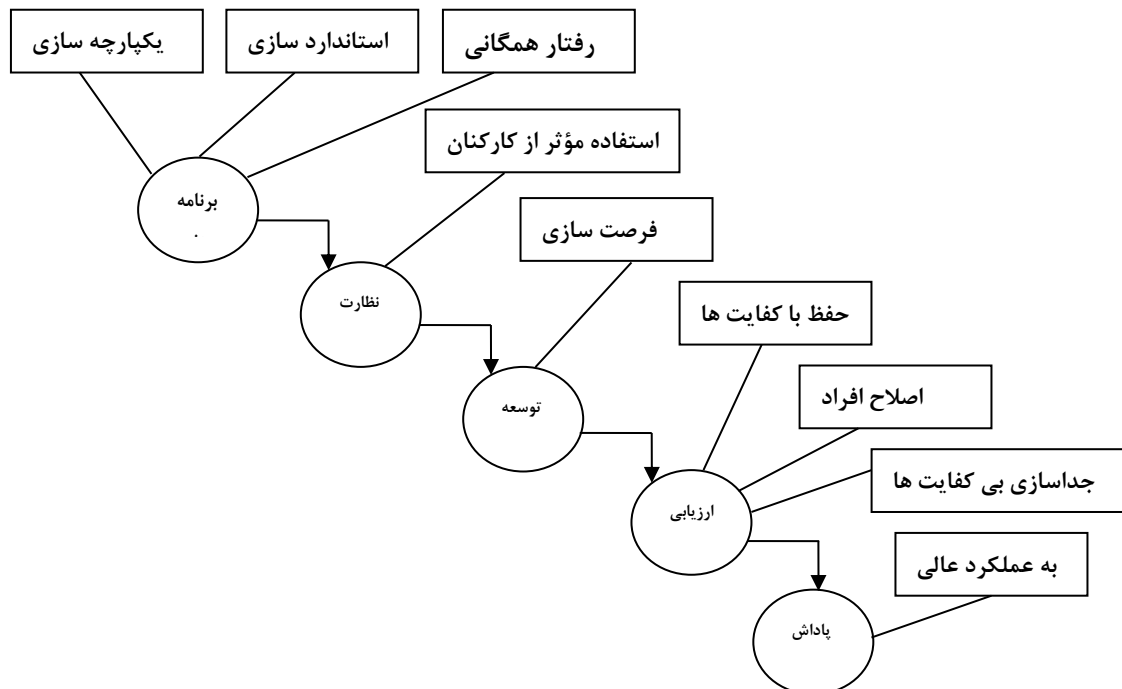 یکپارچه سازی
استاندارد سازی
رفتار همگانی
استفاده مؤثر از کارکنان
برنامه
.
فرصت سازی
نظارت
حفظ با کفایت ها
اصلاح افراد
توسعه
جداسازی بی کفایت ها
ارزیابی
به عملکرد عالی
پاداش